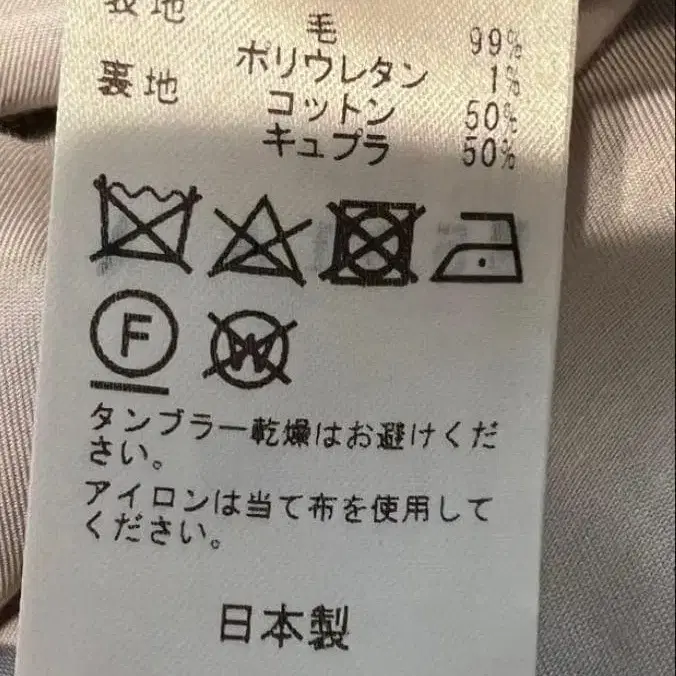 表地
毛 99%
ポリウレタン 1%
裏地 コットン 50%
キュプラ 50%
F W
タンブラー乾燥はお避けくだ
さい。
アイロンは当て布を使用して
ください。
日本製